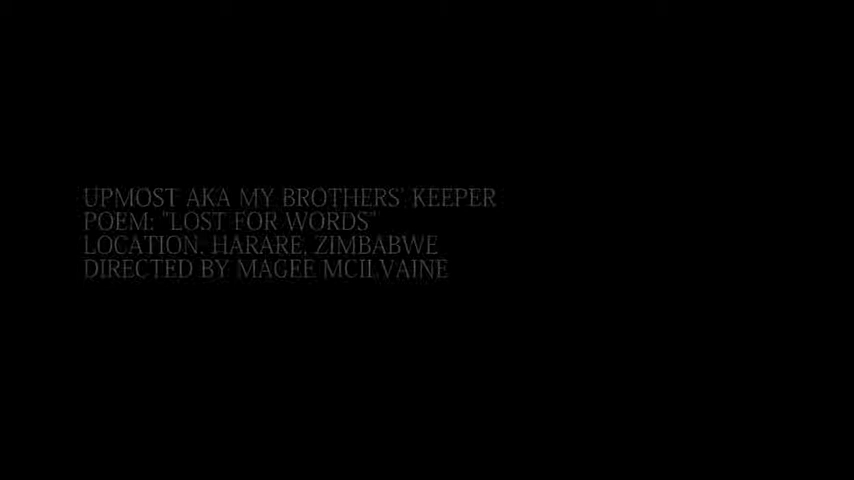 UPMOST AKA MY BROTHERS' KEEPER
POEM: "LOST FOR WORDS"
LOCATION: HARARE, ZIMBABWE
DIRECTED BY MAGEE MCILVAINE